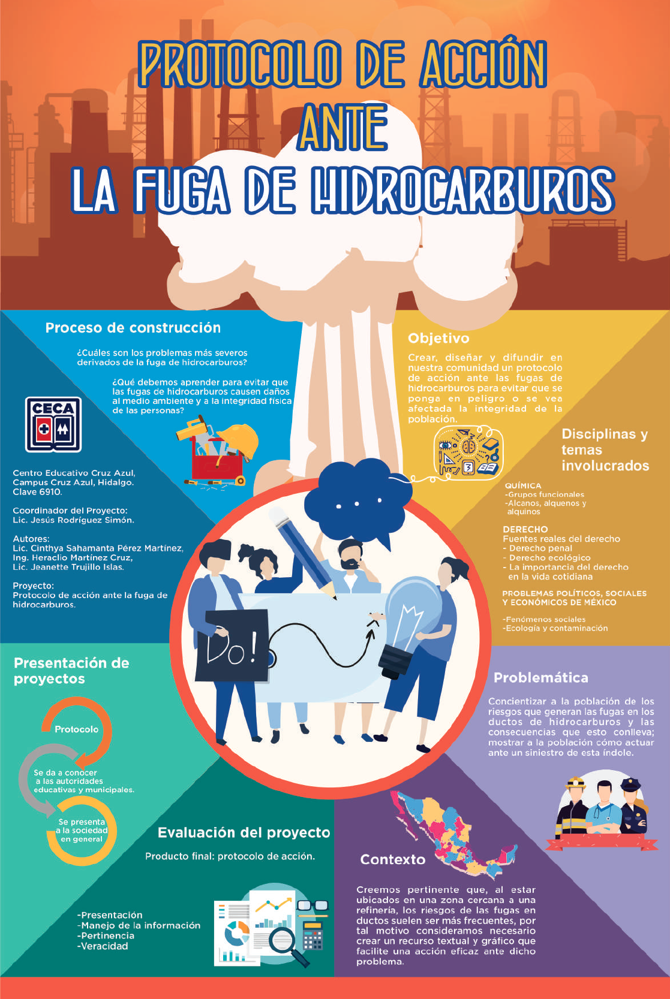 PROTOCOLO DE ACCIÓN
ANTE
LA FUGA DE HIDROCARBUROS
Proceso de construcción
¿Cuáles son los problemas más severos
derivados de la fuga de hidrocarburos?
¿Qué debemos aprender para evitar que
las fugas de hidrocarburos causen daños
al medio ambiente y a la integridad física
de las personas?
CECA
Centro Educativo Cruz Azul,
Campus Cruz Azul, Hidalgo.
Clave 6910.
Coordinador del Proyecto:
Lic. Jesús Rodríguez Simón.
Autores:
Lic. Cinthya Sahamanta Pérez Martínez,
Ing. Heraclio Martínez Cruz,
Lic. Jeanette Trujillo Islas.
Proyecto:
Protocolo de acción ante la fuga de
hidrocarburos.
Objetivo
Crear, diseñar y difundir en
nuestra comunidad un protocolo
de acción ante las fugas de
hidrocarburos para evitar que se
ponga en peligro o se vea
afectada la integridad de la
población.
Disciplinas y
temas
involucrados
QUÍMICA
-Grupos funcionales
-Alcanos, alquenos y
alquinos
DERECHO
Fuentes reales del derecho
- Derecho penal
- Derecho ecológico
- La importancia del derecho
en la vida cotidiana
PROBLEMAS POLÍTICOS, SOCIALES
Y ECONÓMICOS DE MÉXICO
-Fenómenos sociales
-Ecología y contaminación
Do!
Presentación de
proyectos
Protocolo
Se da a conocer
a las autoridades
educativas y municipales.
Se presenta
a la sociedad
en general
Problemática
Concientizar a la población de los
riesgos que generan las fugas en los
ductos de hidrocarburos y las
consecuencias que esto conlleva;
mostrar a la población cómo actuar
ante un siniestro de esta índole.
Evaluación del proyecto
Producto final: protocolo de acción.
-Presentación
-Manejo de la información
-Pertinencia
-Veracidad
Contexto
Creemos pertinente que, al estar
ubicados en una zona cercana a una
refinería, los riesgos de las fugas en
ductos suelen ser más frecuentes, por
tal motivo consideramos necesario
crear un recurso textual y gráfico que
facilite una acción eficaz ante dicho
problema.